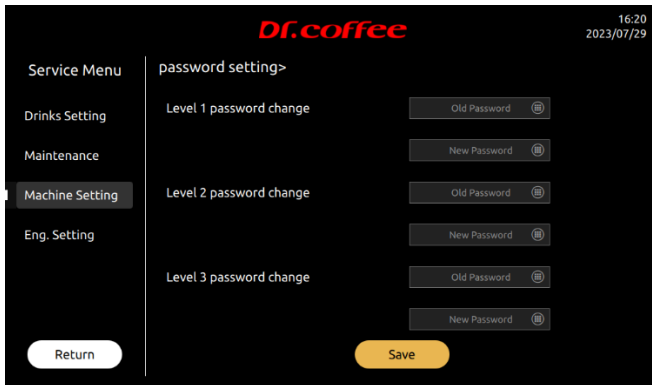 Dr.coffee
16:20
2023/07/29
Service Menu
password setting>
Drinks Setting
Maintenance
Machine Setting
Eng. Setting
Return
Level 1 password change
Old Password
New Password
Level 2 password change
Old Password
New Password
Level 3 password change
Old Password
New Password
Save